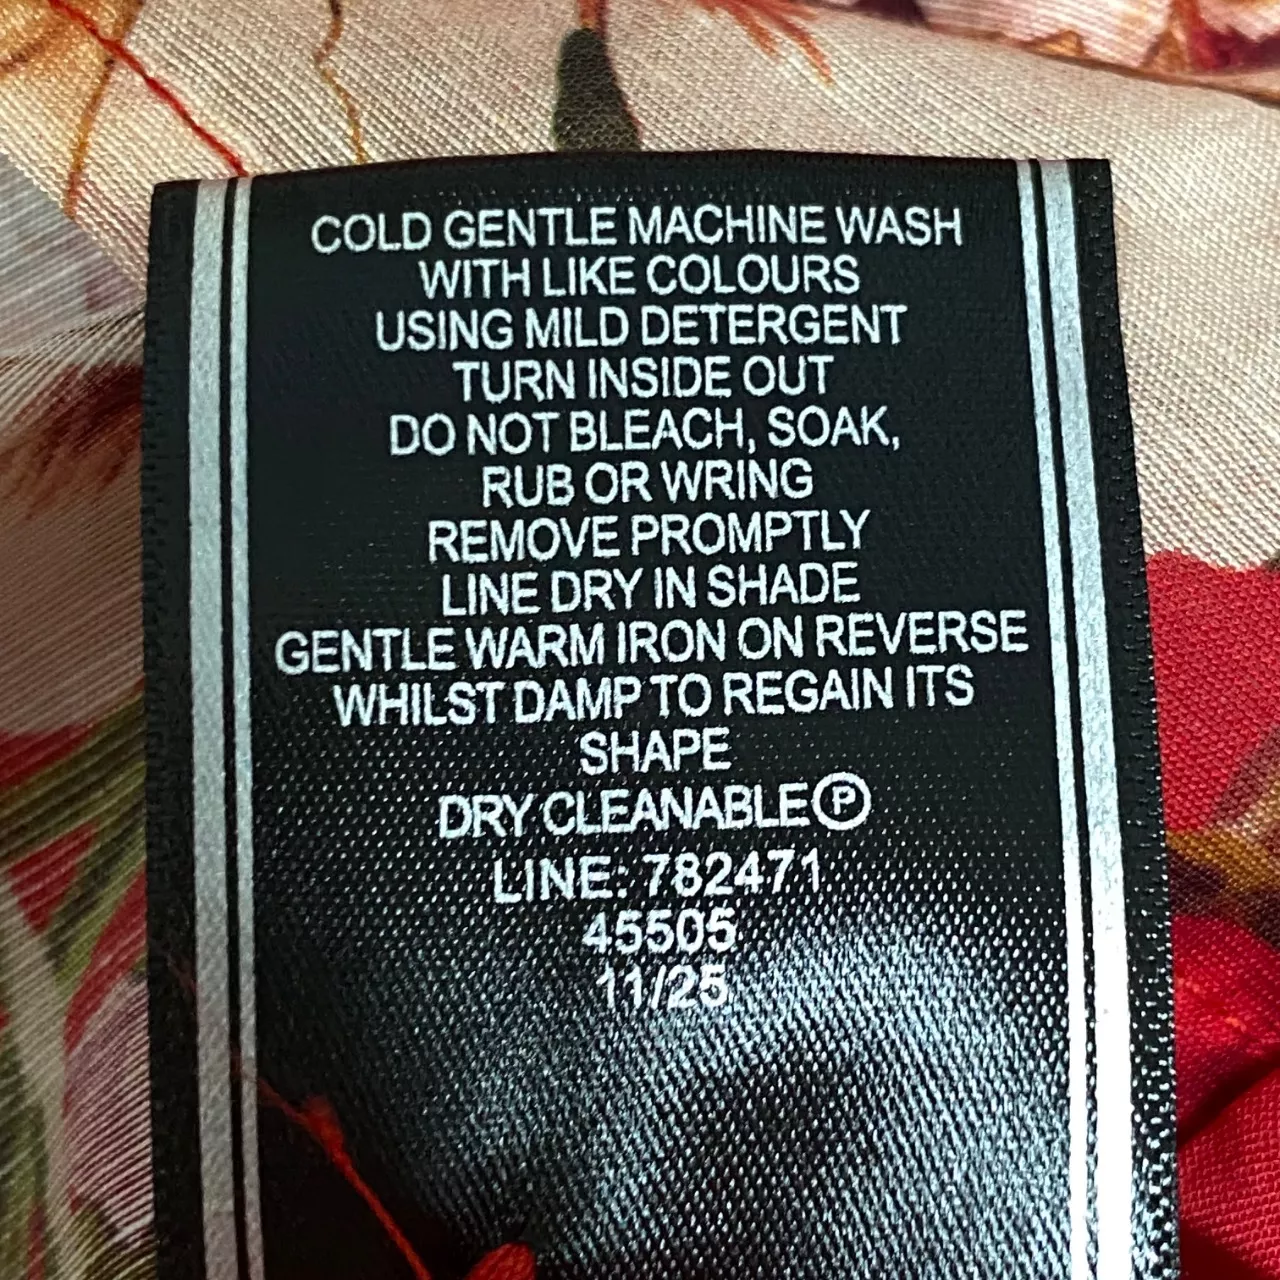 COLD GENTLE MACHINE WASH
WITH LIKE COLOURS
USING MILD DETERGENT
TURN INSIDE OUT
DO NOT BLEACH, SOAK,
RUB OR WRING
REMOVE PROMPTLY
LINE DRY IN SHADE
GENTLE WARM IRON ON REVERSE
WHILST DAMP TO REGAIN ITS
SHAPE
DRY CLEANABLE Ⓟ
LINE: 782471
45505
11/25